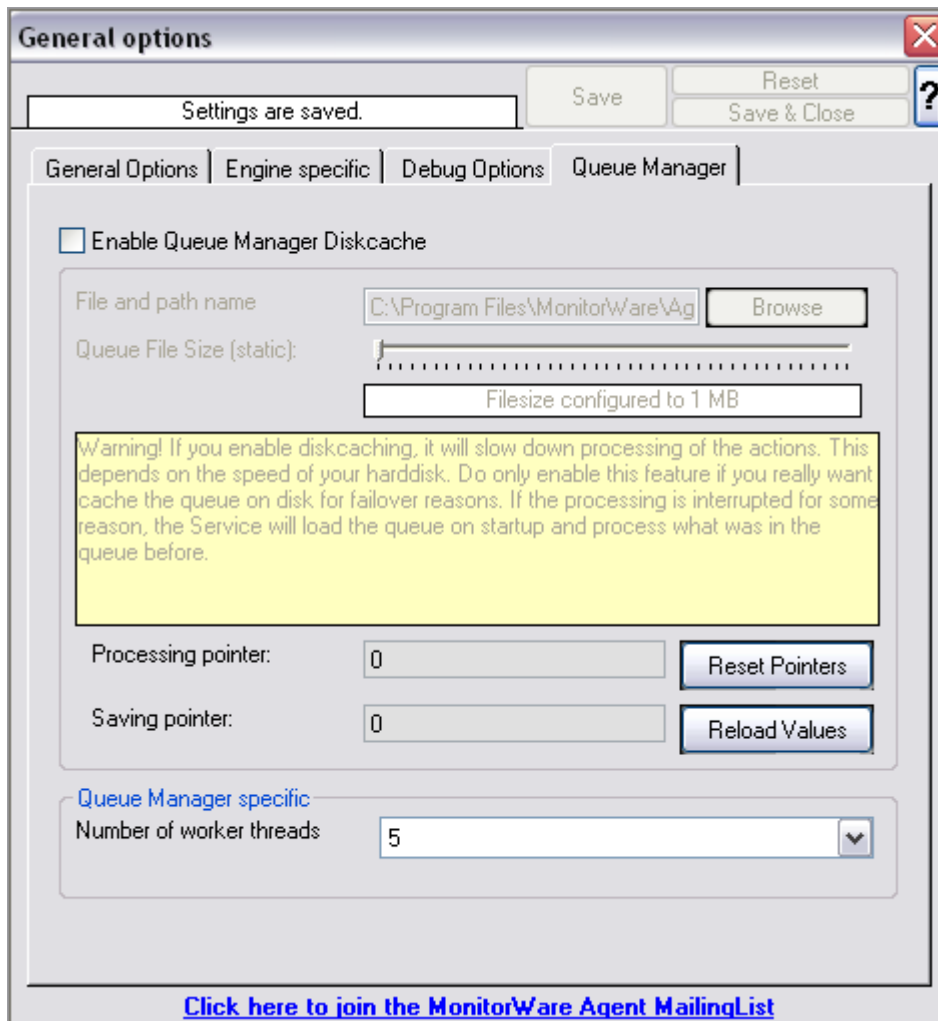 General options
Settings are saved.
Save
Reset
Save & Close
?
General Options
Engine specific
Debug Options
Queue Manager
Enable Queue Manager Diskcache
File and path name
C:\Program Files\MonitorWare\Ag
Browse
Queue File Size (static):
Filesize configured to 1 MB
Warning! If you enable diskcaching, it will slow down processing of the actions. This
depends on the speed of your harddisk. Do only enable this feature if you really want
cache the queue on disk for failover reasons. If the processing is interrupted for some
reason, the Service will load the queue on startup and process what was in the
queue before.
Processing pointer:
0
Reset Pointers
Saving pointer:
0
Reload Values
Queue Manager specific
Number of worker threads
5
Click here to join the MonitorWare Agent MailingList